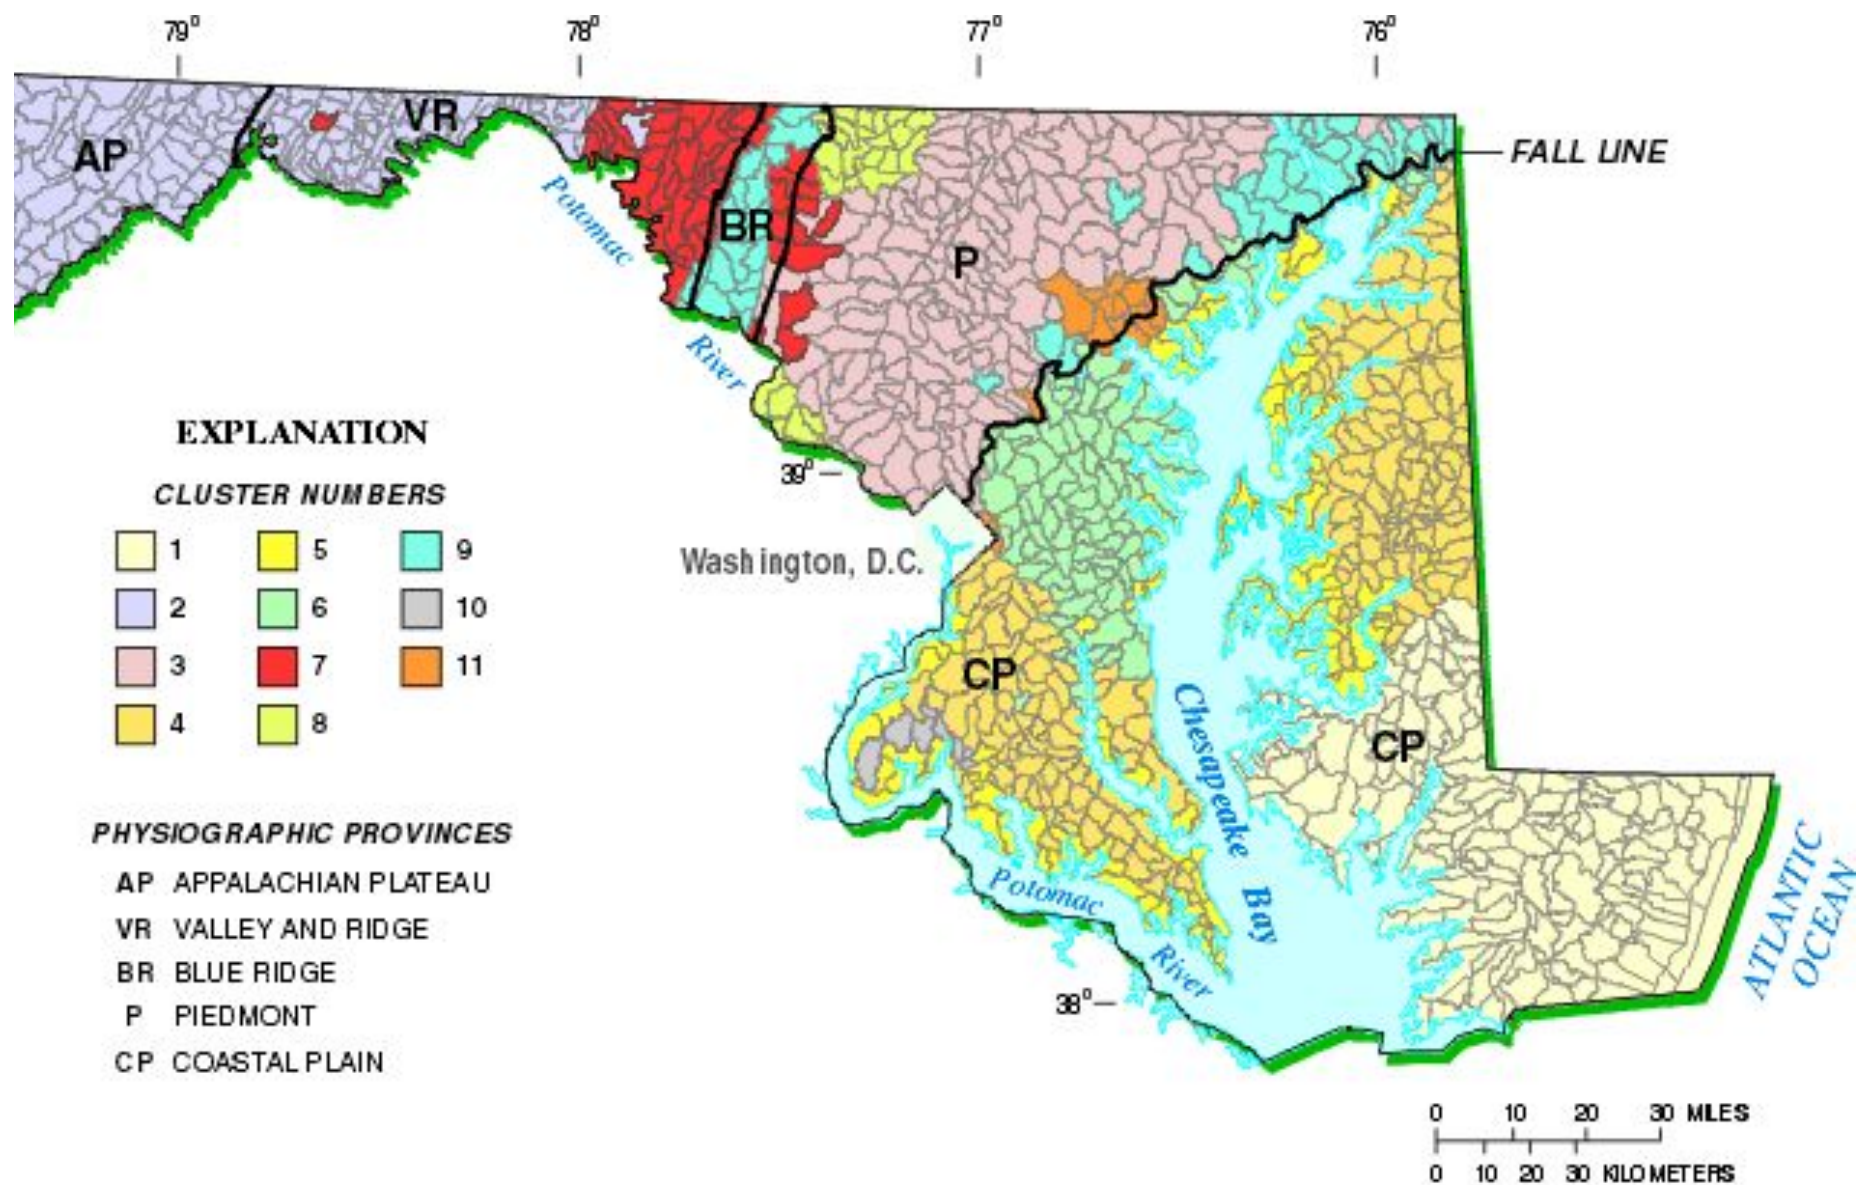 79° 78° 77° 76°
VR
AP
FALL LINE
BR
P
Potomac
River
EXPLANATION
39°
CLUSTER NUMBERS
1 5 9
Washington, D.C.
2 6 10
3 7 11
CP
4 8
Chesapeake
Bay
CP
PHYSIOGRAPHIC PROVINCES
AP APPALACHIAN PLATEAU
VR VALLEY AND RIDGE
BR BLUE RIDGE
P PIEDMONT
CP COASTAL PLAIN
Potomac
River
ATLANTIC
OCEAN
38°
0 10 20 30 MILES
0 10 20 30 KILOMETERS